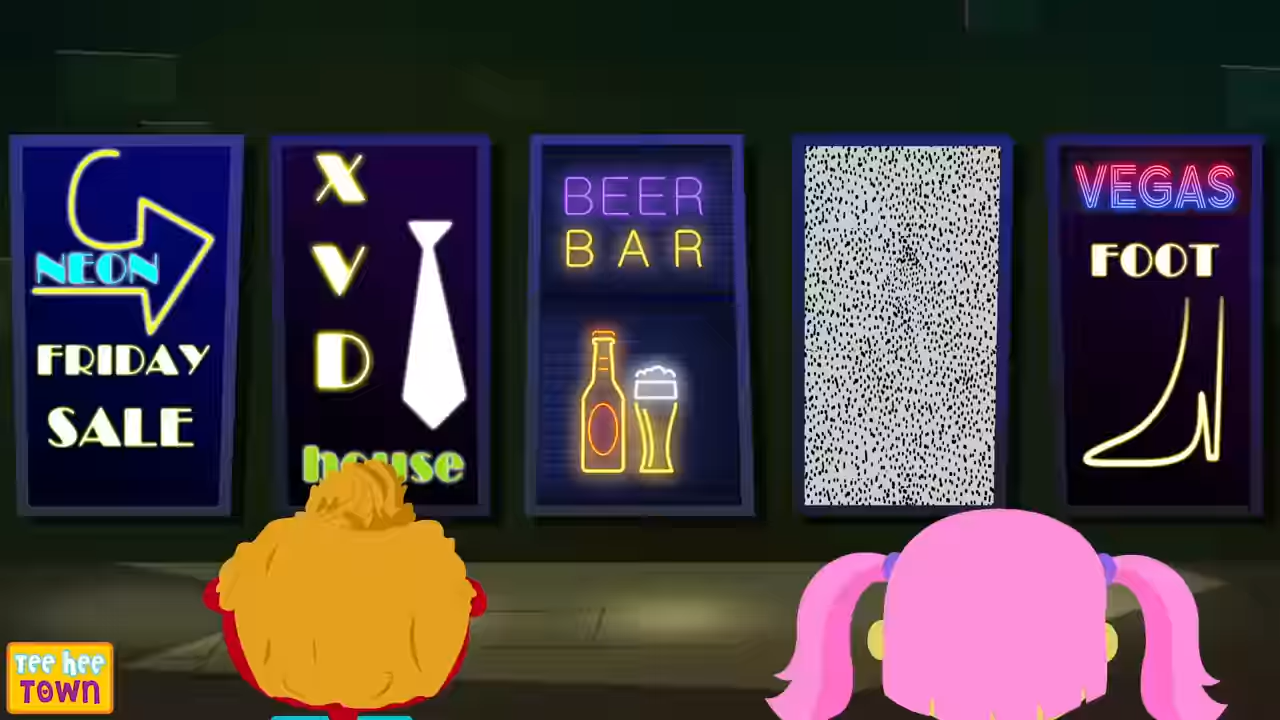 NEON
FRIDAY
SALE
X
V
D
house
BEER
BAR
VEGAS
FOOT
Tee hee
TOWN